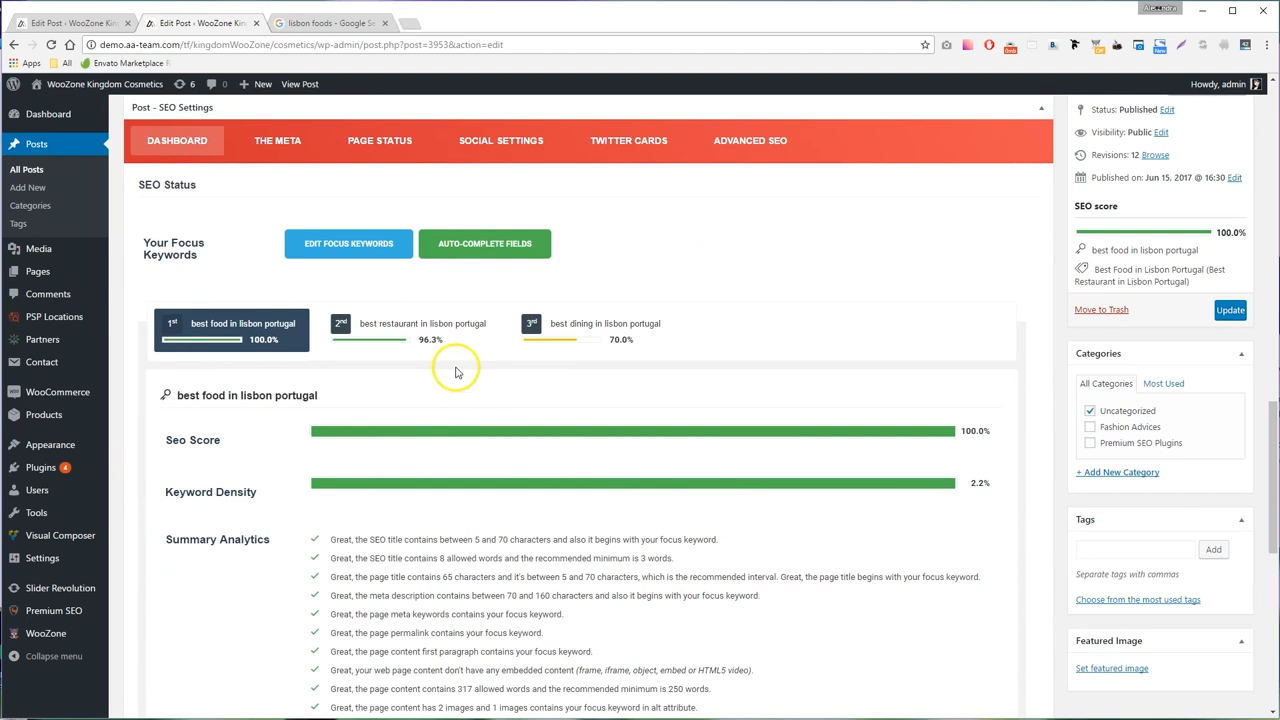 Alexandra
Edit Post ‹ WooZone Kin
Edit Post ‹ WooZone Kin
lisbon foods - Google Se
demo.aa-team.com/tf/kingdomWooZone/cosmetics/wp-admin/post.php?post=3953&action=edit
Apps
All
Envato Marketplace
WooZone Kingdom Cosmetics
6
0
New
View Post
Howdy, admin
Dashboard
Posts
All Posts
Add New
Categories
Tags
Media
Pages
Comments
PSP Locations
Partners
Contact
WooCommerce
Products
Appearance
Plugins 4
Users
Tools
Visual Composer
Settings
Slider Revolution
Premium SEO
WooZone
Collapse menu
Post - SEO Settings
DASHBOARD
THE META
PAGE STATUS
SOCIAL SETTINGS
TWITTER CARDS
ADVANCED SEO
SEO Status
Your Focus
Keywords
EDIT FOCUS KEYWORDS
AUTO-COMPLETE FIELDS
1st best food in lisbon portugal
100.0%
2nd best restaurant in lisbon portugal
96.3%
3rd best dining in lisbon portugal
70.0%
best food in lisbon portugal
Seo Score
100.0%
Keyword Density
2.2%
Summary Analytics
Great, the SEO title contains between 5 and 70 characters and also it begins with your focus keyword.
Great, the SEO title contains 8 allowed words and the recommended minimum is 3 words.
Great, the page title contains 65 characters and it's between 5 and 70 characters, which is the recommended interval. Great, the page title begins with your focus keyword.
Great, the meta description contains between 70 and 160 characters and also it begins with your focus keyword.
Great, the page meta keywords contains your focus keyword.
Great, the page permalink contains your focus keyword.
Great, the page content first paragraph contains your focus keyword.
Great, your web page content don't have any embedded content (frame, iframe, object, embed or HTML5 video).
Great, the page content contains 317 allowed words and the recommended minimum is 250 words.
Great, the page content has 2 images and 1 images contains your focus keyword in alt attribute.
Status: Published Edit
Visibility: Public Edit
Revisions: 12 Browse
Published on: Jun 15, 2017 @ 16:30 Edit
SEO score
100.0%
best food in lisbon portugal
Best Food in Lisbon Portugal (Best
Restaurant in Lisbon Portugal)
Move to Trash
Update
Categories
All Categories
Most Used
Uncategorized
Fashion Advices
Premium SEO Plugins
+ Add New Category
Tags
Add
Separate tags with commas
Choose from the most used tags
Featured Image
Set featured image